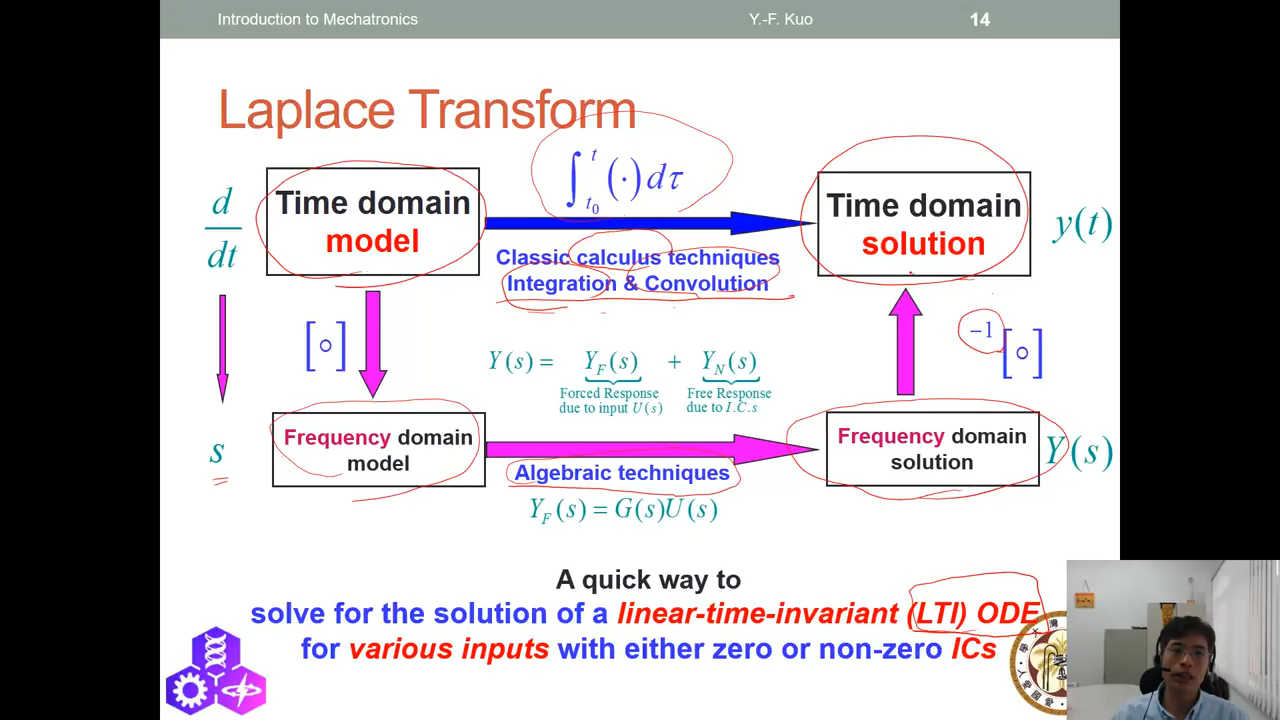 Introduction to Mechatronics
Y.-F. Kuo
14
Laplace Transform
∫ t t₀ (·) dτ
d/dt
Time domain
model
Classic calculus techniques
Integration & Convolution
Time domain
solution
y(t)
[∘]
−1 [∘]
Y(s) = Y_F(s) + Y_N(s)
Forced Response
due to input U(s)
Free Response
due to I.C.s
s
Frequency domain
model
Algebraic techniques
Frequency domain
solution
Y(s)
Y_F(s) = G(s)U(s)
A quick way to
solve for the solution of a linear-time-invariant (LTI) ODE
for various inputs with either zero or non-zero ICs